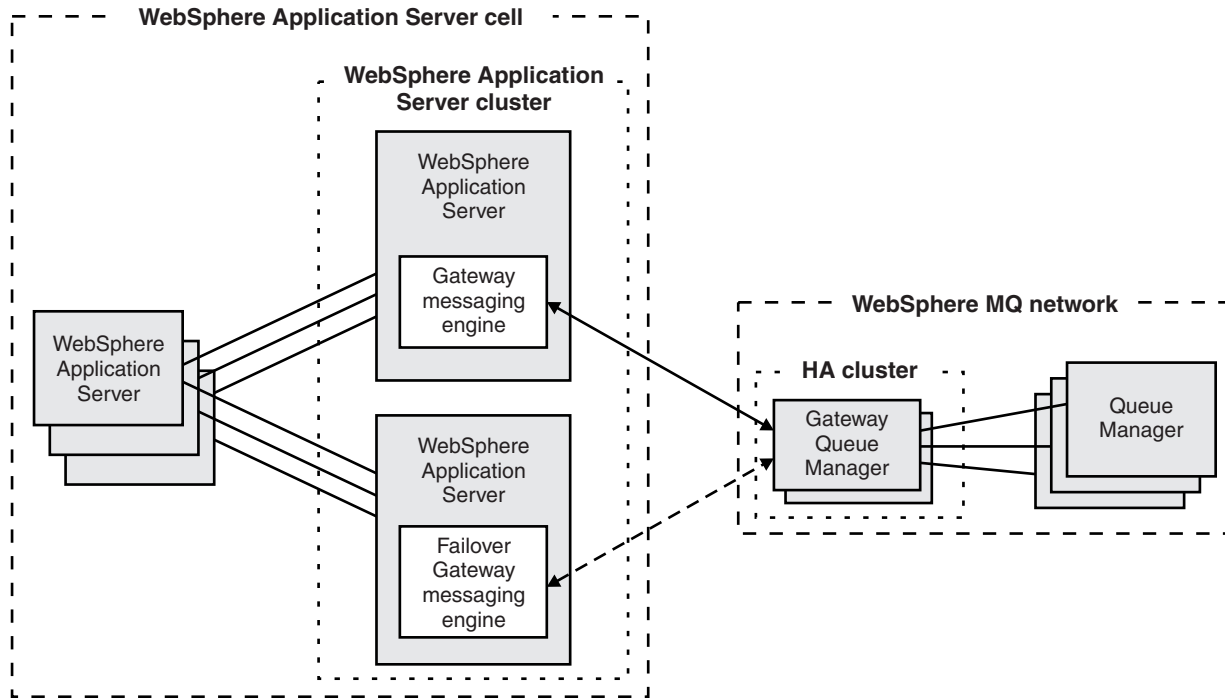 WebSphere Application Server cell
WebSphere Application
Server cluster
WebSphere
Application
Server
Gateway
messaging
engine
WebSphere
Application
Server
WebSphere
Application
Server
Failover
Gateway
messaging
engine
WebSphere MQ network
HA cluster
Gateway
Queue
Manager
Queue
Manager